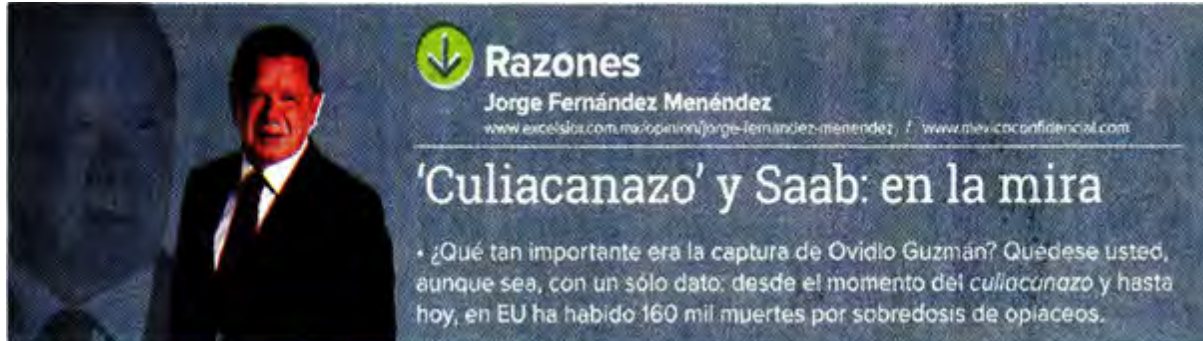 Razones
Jorge Fernández Menéndez
www.excelsior.com.mx/opinion/jorge-fernandez-menendez / www.mexicoconfidencial.com
‘Culiacanazo’ y Saab: en la mira
• ¿Qué tan importante era la captura de Ovidio Guzmán? Quédese usted,
aunque sea, con un sólo dato: desde el momento del culiacanazo y hasta
hoy, en EU ha habido 160 mil muertes por sobredosis de opiaceos.